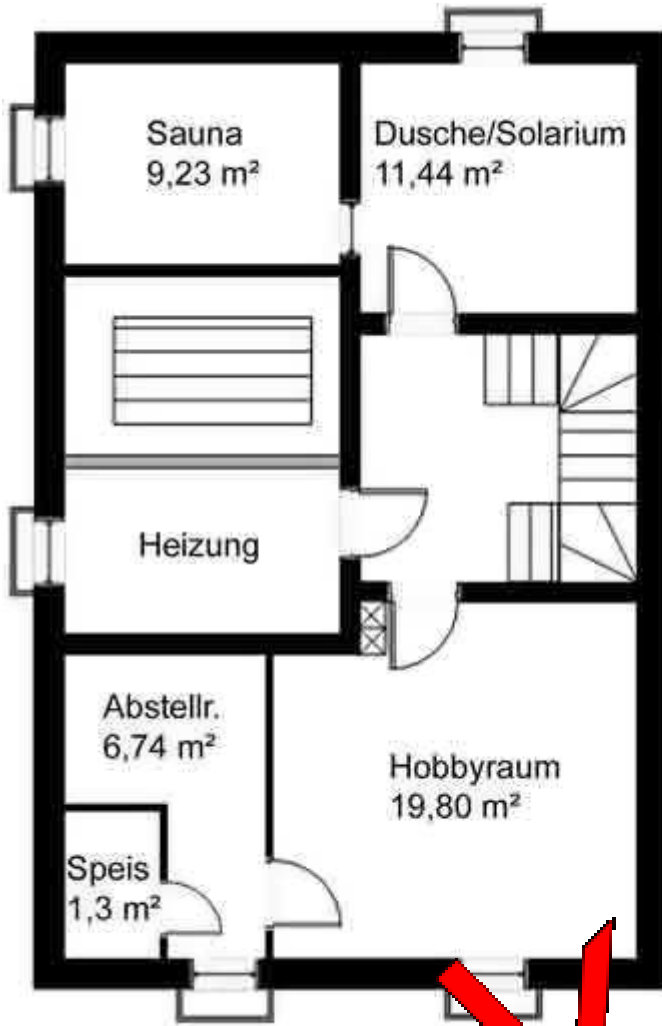 Sauna
9,23 m²
Dusche/Solarium
11,44 m²
Heizung
Abstellr.
6,74 m²
Hobbyraum
19,80 m²
Speis
1,3 m²